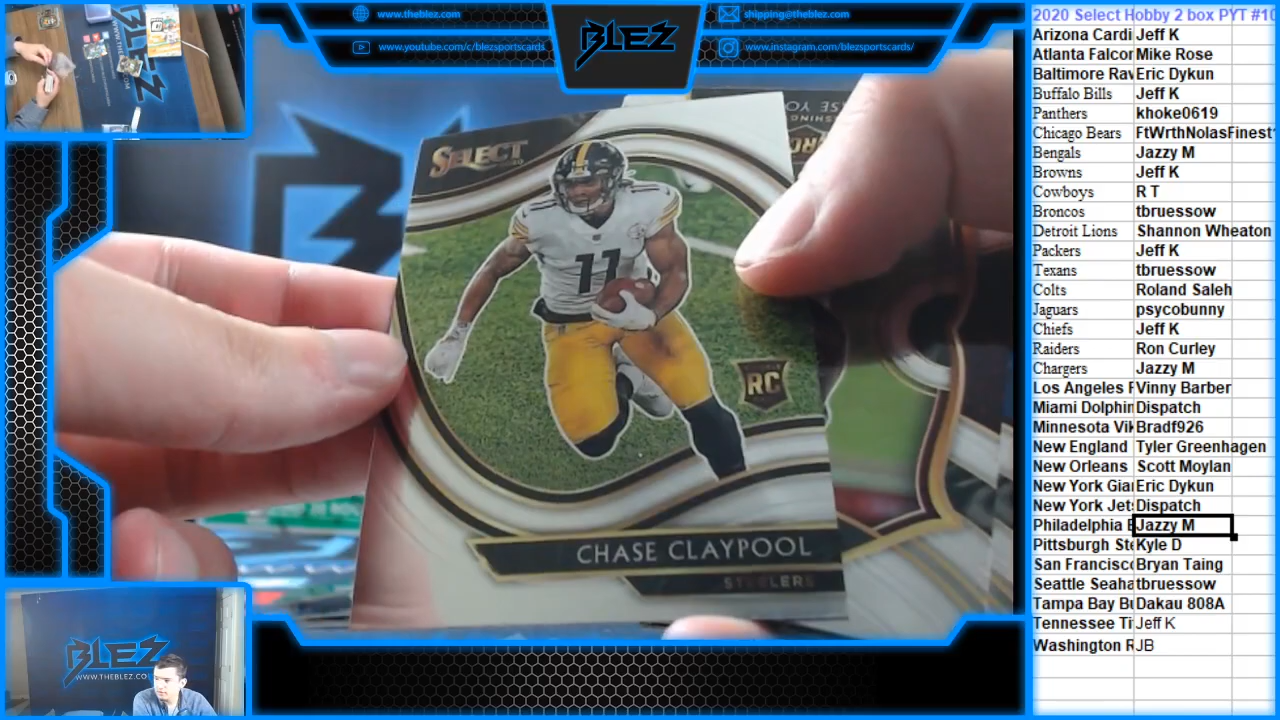 www.theblez.com
shipping@theblez.com
www.youtube.com/c/blezsportscards
www.instagram.com/blezsportscards/
BLEZ
SELECT
11
RC
CHASE CLAYPOOL
STEELERS
BLEZ
WWW.THEBLEZ.CO
2020 Select Hobby 2 box PYT #10
Arizona Cardi Jeff K
Atlanta Falcor Mike Rose
Baltimore Rav Eric Dykun
Buffalo Bills Jeff K
Panthers khoke0619
Chicago Bears FtWrthNolasFinest
Bengals Jazzy M
Browns Jeff K
Cowboys R T
Broncos tbruessow
Detroit Lions Shannon Wheaton
Packers Jeff K
Texans tbruessow
Colts Roland Saleh
Jaguars psycobunny
Chiefs Jeff K
Raiders Ron Curley
Chargers Jazzy M
Los Angeles F Vinny Barber
Miami Dolphin Dispatch
Minnesota Vik Bradf926
New England Tyler Greenhagen
New Orleans Scott Moylan
New York Gia Eric Dykun
New York Jet Dispatch
Philadelphia E Jazzy M
Pittsburgh Ste Kyle D
San Francisc Bryan Taing
Seattle Seaha tbruessow
Tampa Bay Bu Dakau 808A
Tennessee Ti Jeff K
Washington R JB